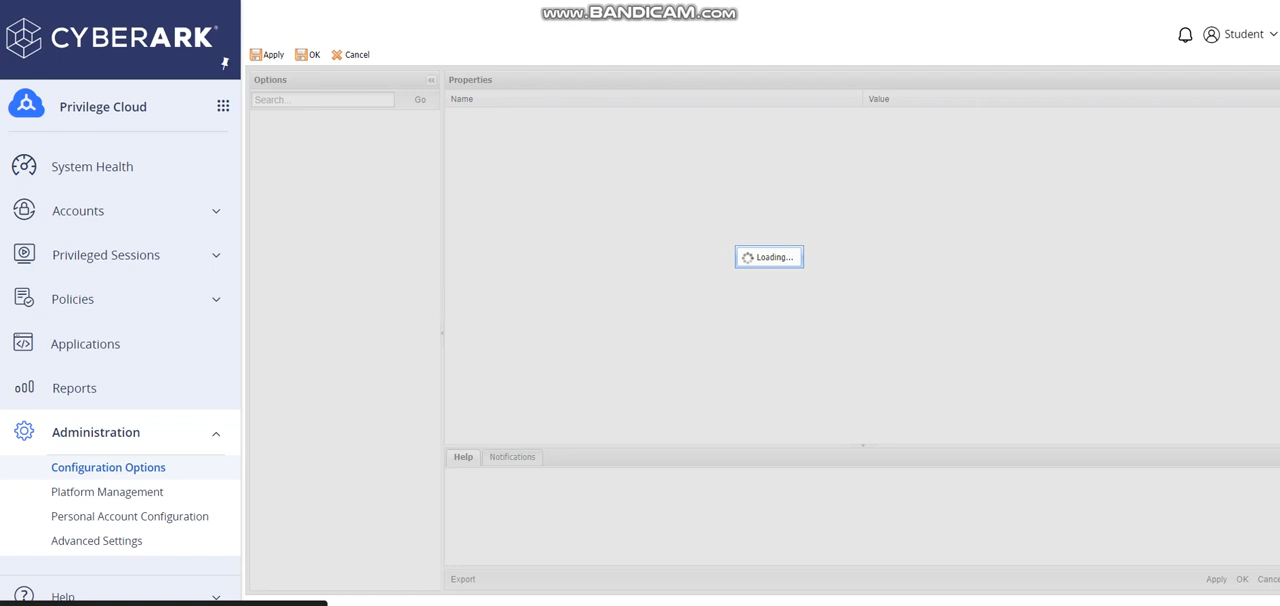 www.BANDICAM.com
CYBERARK®
Student
Privilege Cloud
System Health
Accounts
Privileged Sessions
Policies
Applications
Reports
Administration
Configuration Options
Platform Management
Personal Account Configuration
Advanced Settings
Help
Apply OK Cancel
Options
Search... Go
Properties
Name Value
Loading...
Help Notifications
Export Apply OK Cance